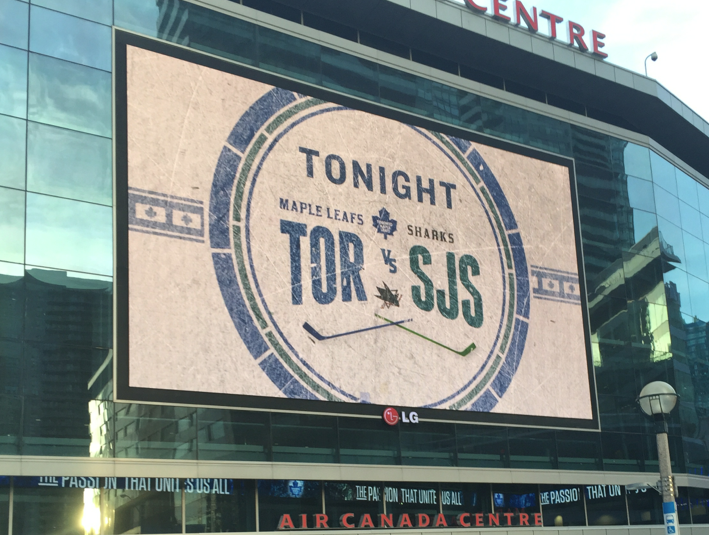 CENTRE
TONIGHT
MAPLE LEAFS SHARKS
TOR VS SJS
LG
THE PASSION THAT UNITES US ALL
THE PASSION THAT UNITES US ALL
THE PASSION THAT UN
AIR CANADA CENTRE